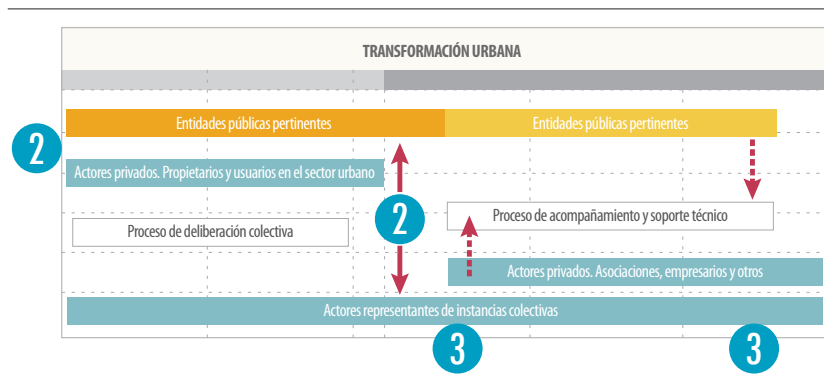 TRANSFORMACIÓN URBANA
Entidades públicas pertinentes
Entidades públicas pertinentes
2
Actores privados. Propietarios y usuarios en el sector urbano
2
Proceso de acompañamiento y soporte técnico
Proceso de deliberación colectiva
Actores privados. Asociaciones, empresarios y otros
Actores representantes de instancias colectivas
3
3